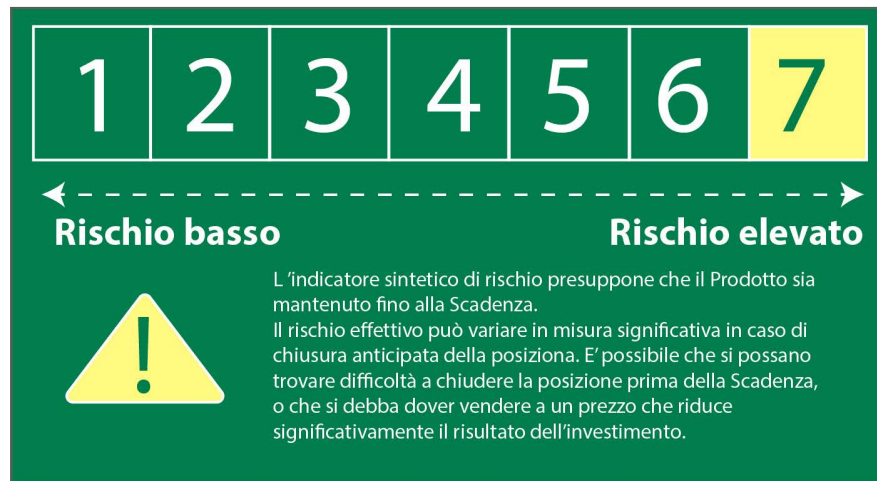 1 2 3 4 5 6 7
Rischio basso Rischio elevato
L ’indicatore sintetico di rischio presuppone che il Prodotto sia
mantenuto fino alla Scadenza.
Il rischio effettivo può variare in misura significativa in caso di
chiusura anticipata della posiziona. E’ possibile che si possano
trovare difficoltà a chiudere la posizione prima della Scadenza,
o che si debba dover vendere a un prezzo che riduce
significativamente il risultato dell’investimento.
!